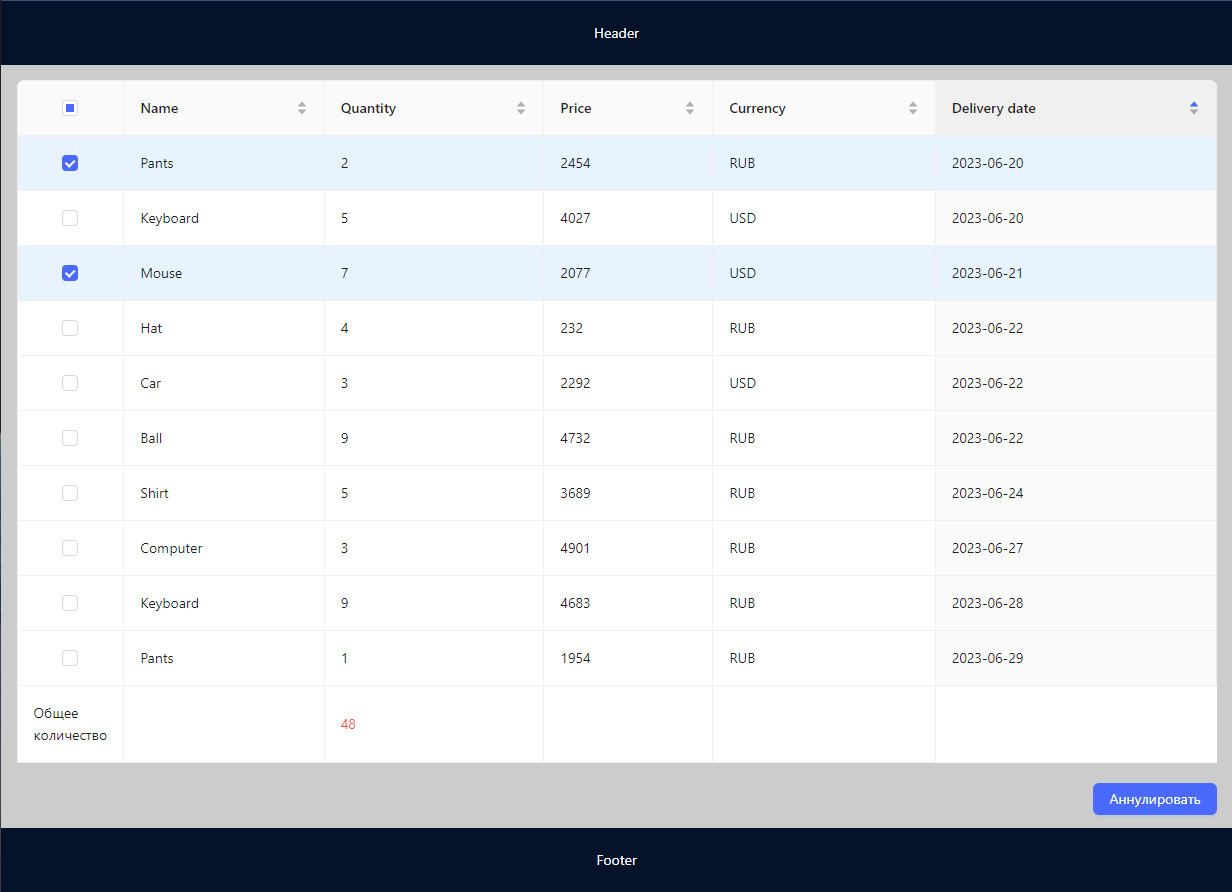 Header
Name Quantity Price Currency Delivery date
Pants 2 2454 RUB 2023-06-20
Keyboard 5 4027 USD 2023-06-20
Mouse 7 2077 USD 2023-06-21
Hat 4 232 RUB 2023-06-22
Car 3 2292 USD 2023-06-22
Ball 9 4732 RUB 2023-06-22
Shirt 5 3689 RUB 2023-06-24
Computer 3 4901 RUB 2023-06-27
Keyboard 9 4683 RUB 2023-06-28
Pants 1 1954 RUB 2023-06-29
Общее
количество
48
Аннулировать
Footer